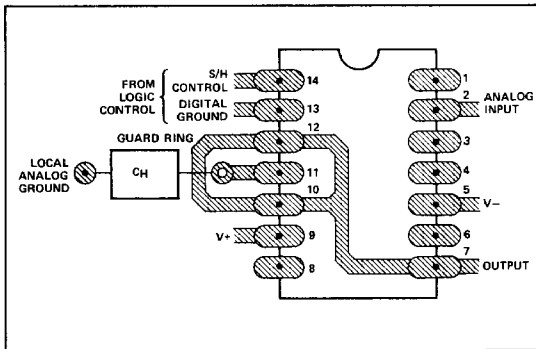 FROM
LOGIC
CONTROL
S/H
CONTROL
DIGITAL
GROUND
GUARD RING
LOCAL
ANALOG
GROUND
CH
V+
14
13
12
11
10
9
8
1
2
3
4
5
6
7
ANALOG
INPUT
V−
OUTPUT